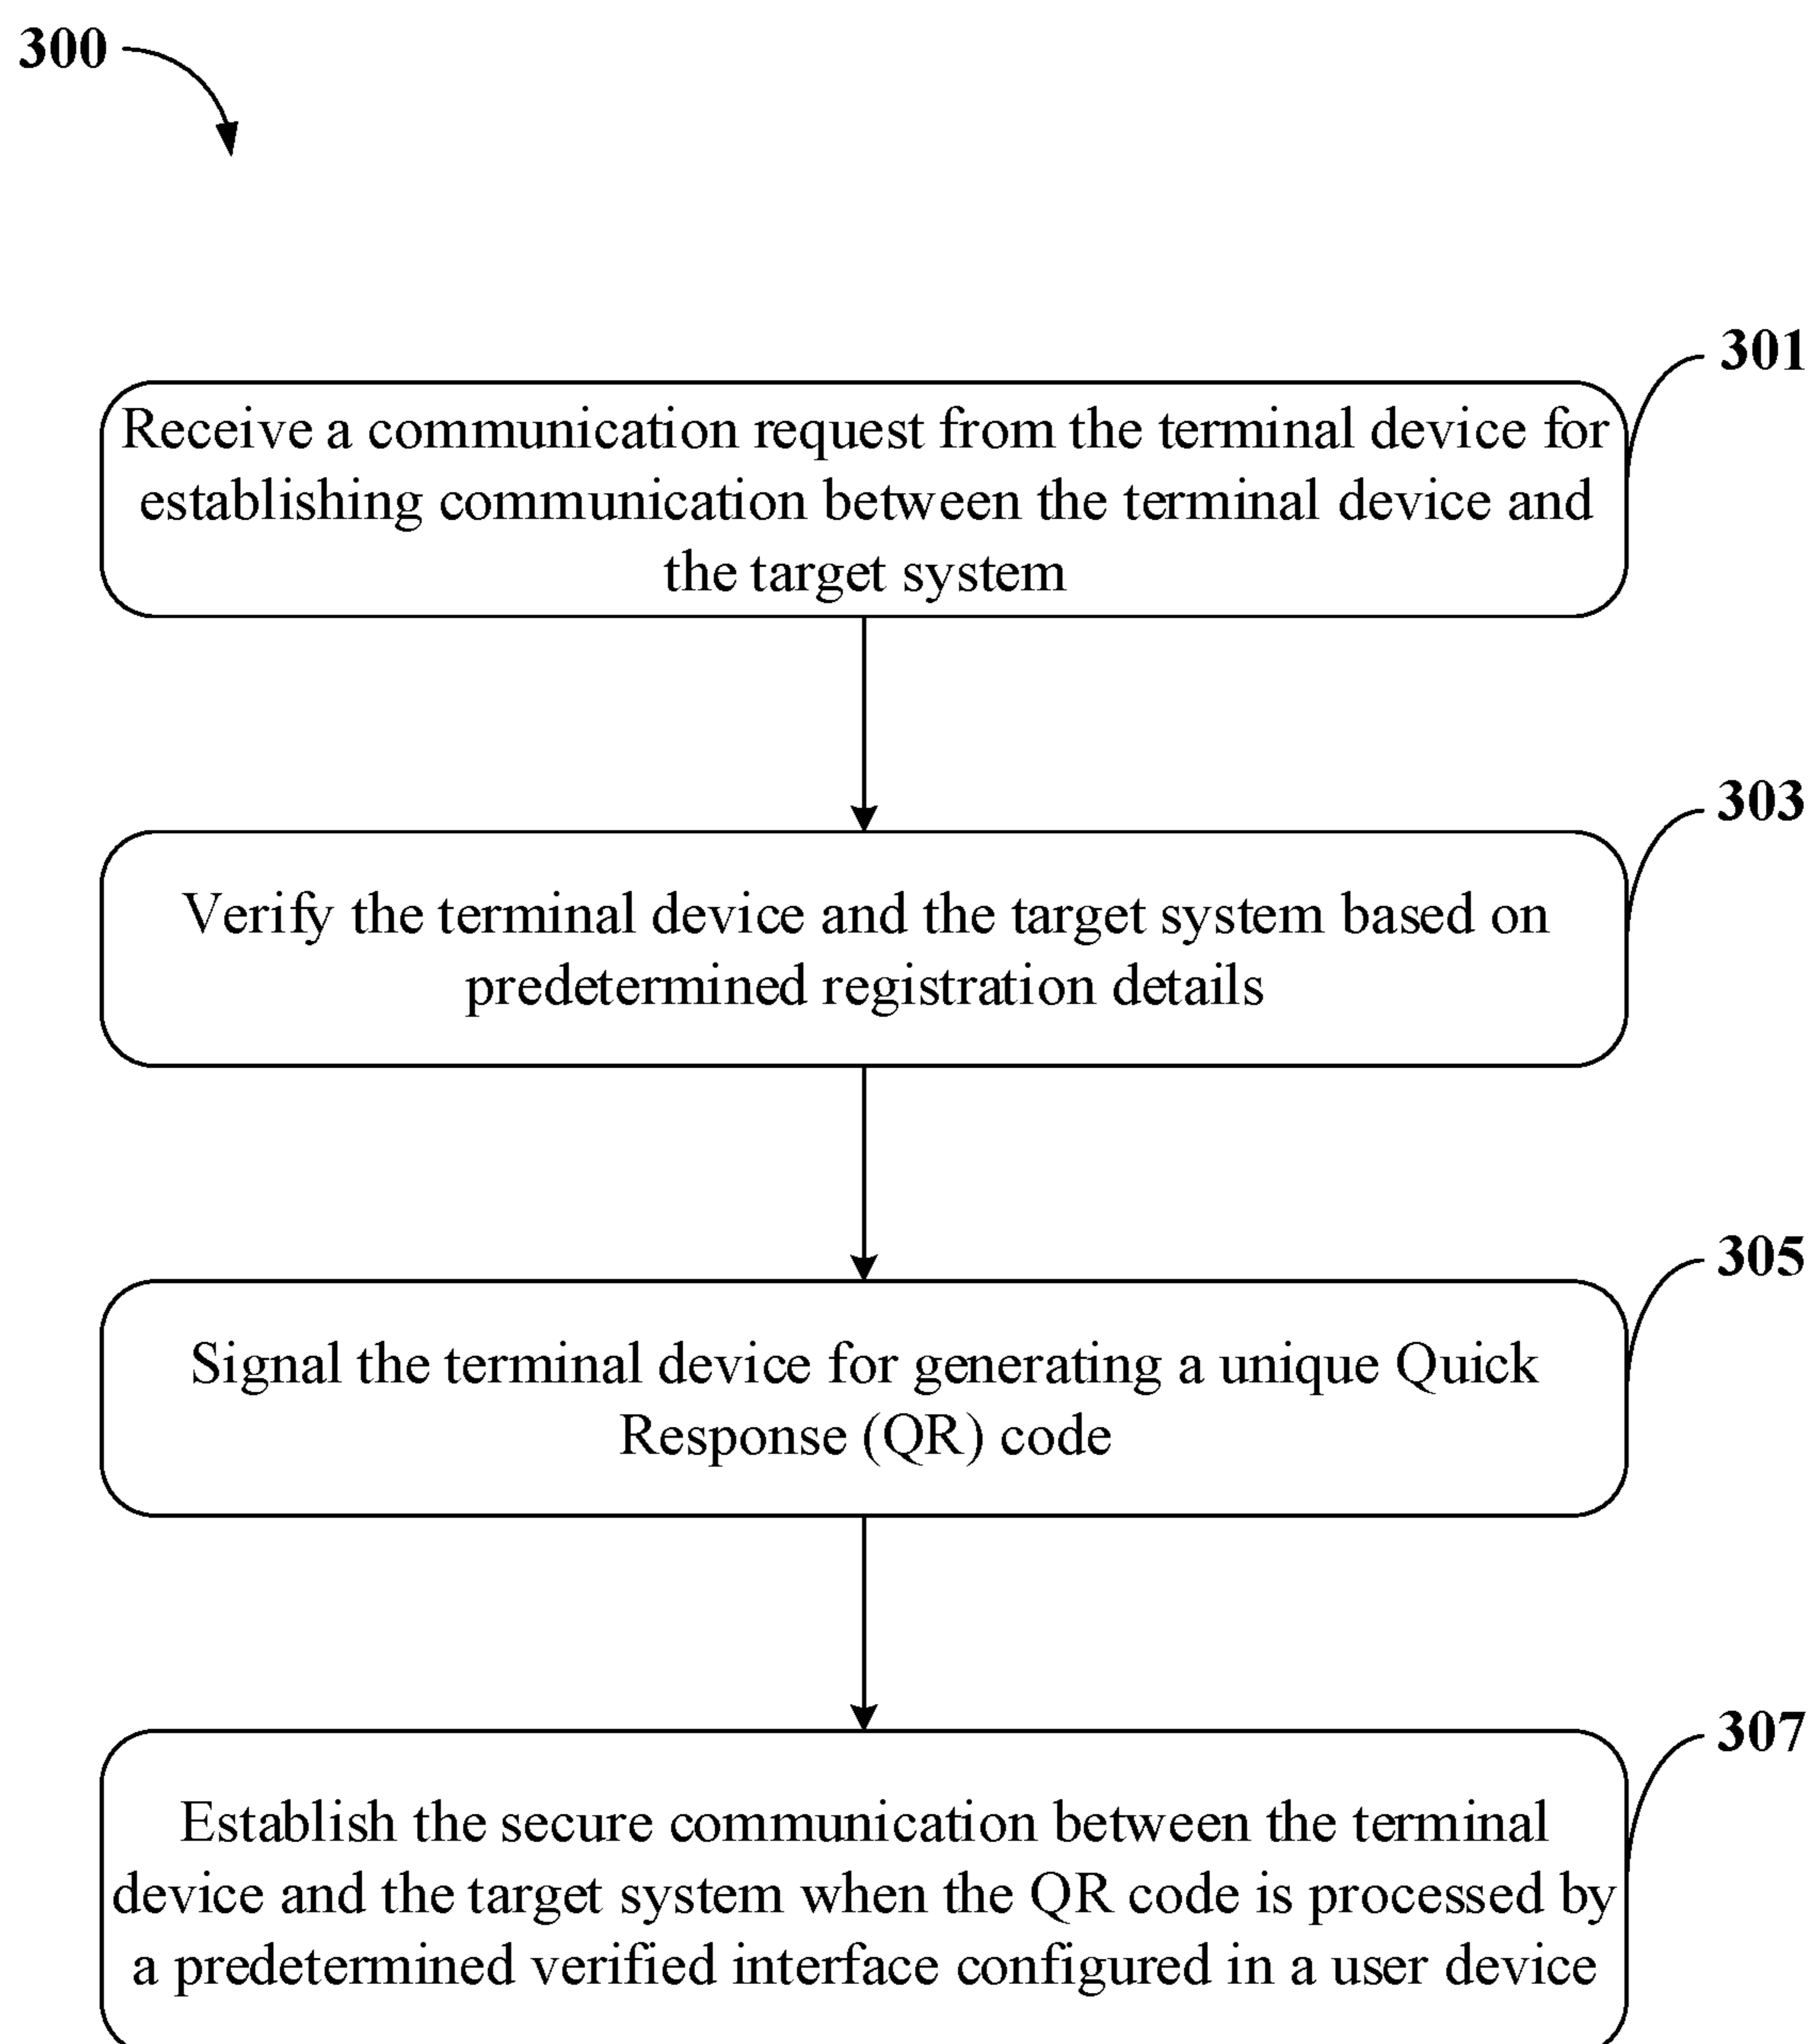 300
301
Receive a communication request from the terminal device for
establishing communication between the terminal device and
the target system
303
Verify the terminal device and the target system based on
predetermined registration details
305
Signal the terminal device for generating a unique Quick
Response (QR) code
307
Establish the secure communication between the terminal
device and the target system when the QR code is processed by
a predetermined verified interface configured in a user device